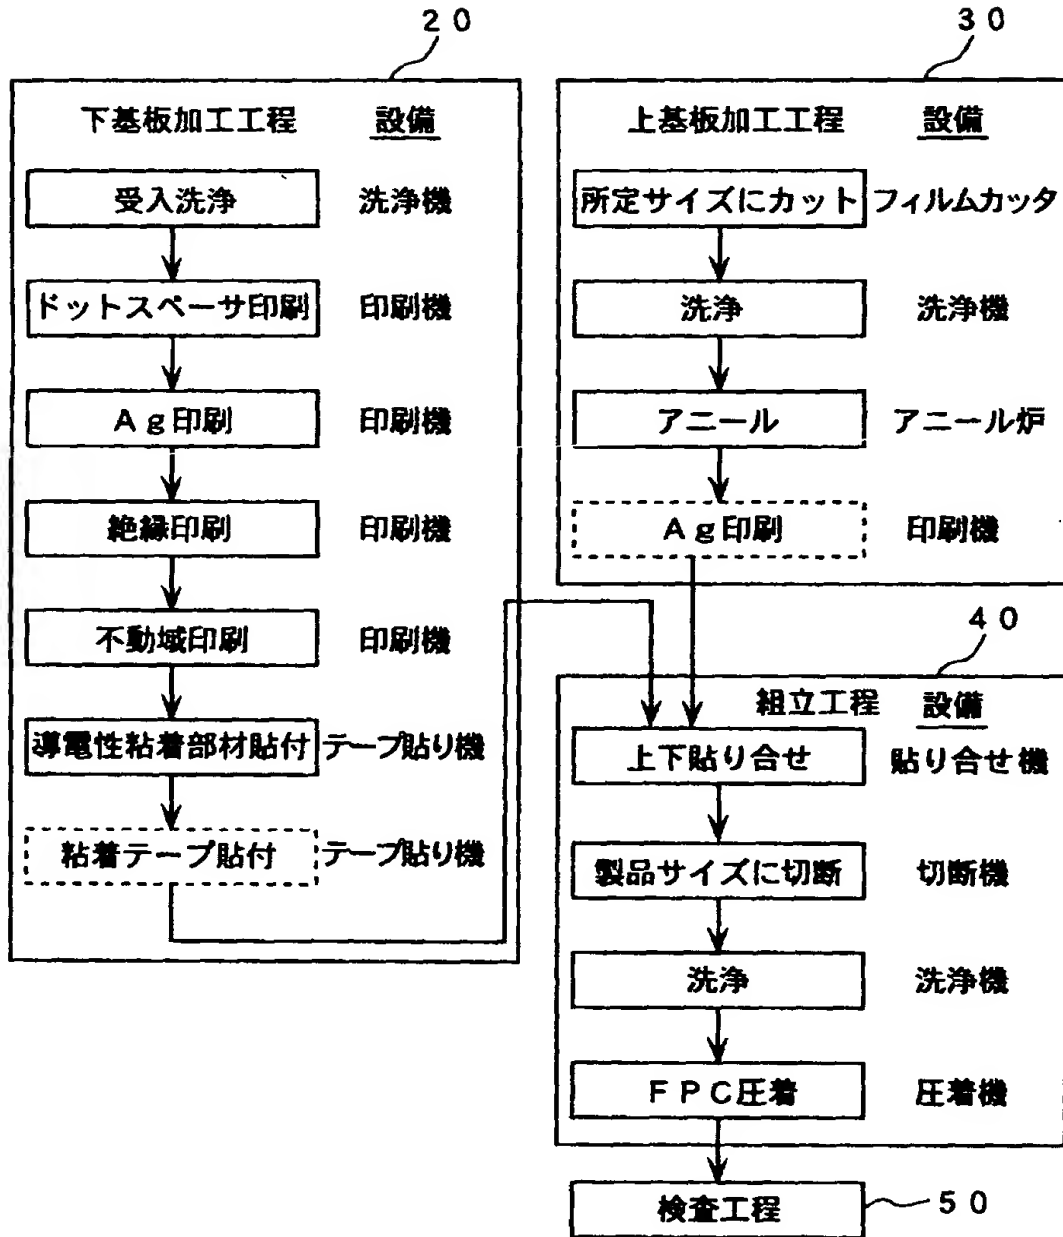 20
下基板加工工程 設備
受入洗浄 洗浄機
ドットスペーサ印刷 印刷機
Ag印刷 印刷機
絶縁印刷 印刷機
不動域印刷 印刷機
導電性粘着部材貼付 テープ貼り機
粘着テープ貼付 テープ貼り機
30
上基板加工工程 設備
所定サイズにカット フィルムカッタ
洗浄 洗浄機
アニール アニール炉
Ag印刷 印刷機
40
組立工程 設備
上下貼り合せ 貼り合せ機
製品サイズに切断 切断機
洗浄 洗浄機
FPC圧着 圧着機
検査工程 50